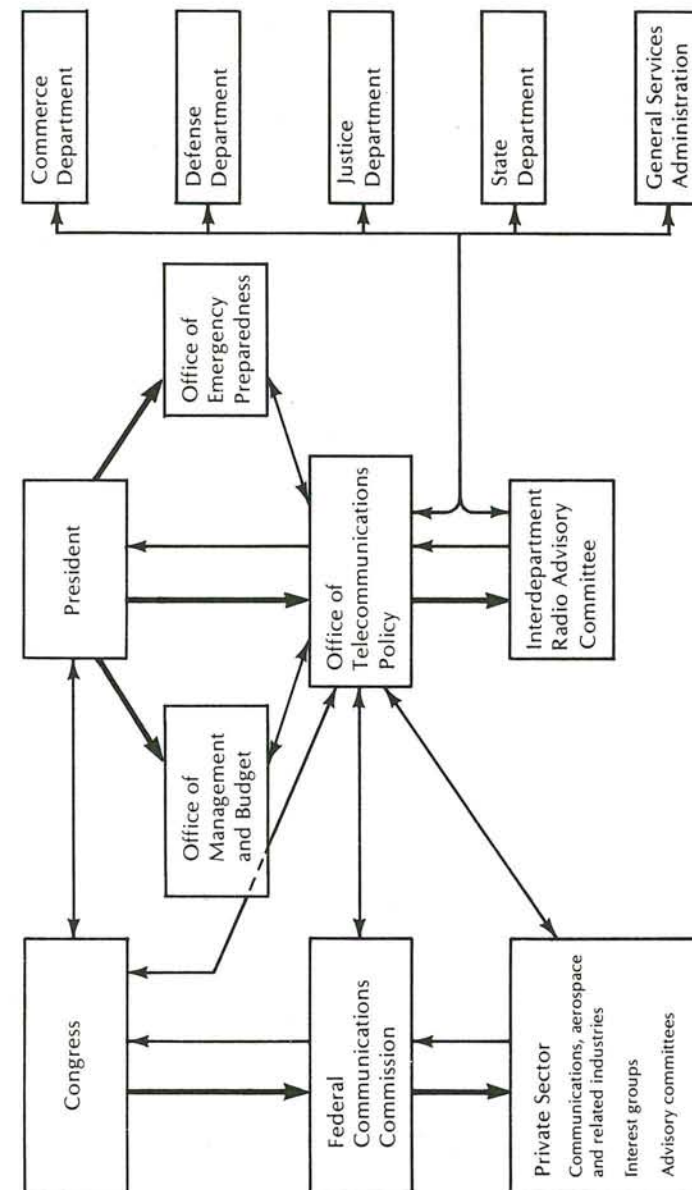 Congress
Federal
Communications
Commission
Private Sector
Communications, aerospace
and related industries
Interest groups
Advisory committees
President
Office of
Management
and Budget
Office of
Emergency
Preparedness
Office of
Telecommunications
Policy
Interdepartment
Radio Advisory
Committee
Commerce
Department
Defense
Department
Justice
Department
State
Department
General Services
Administration